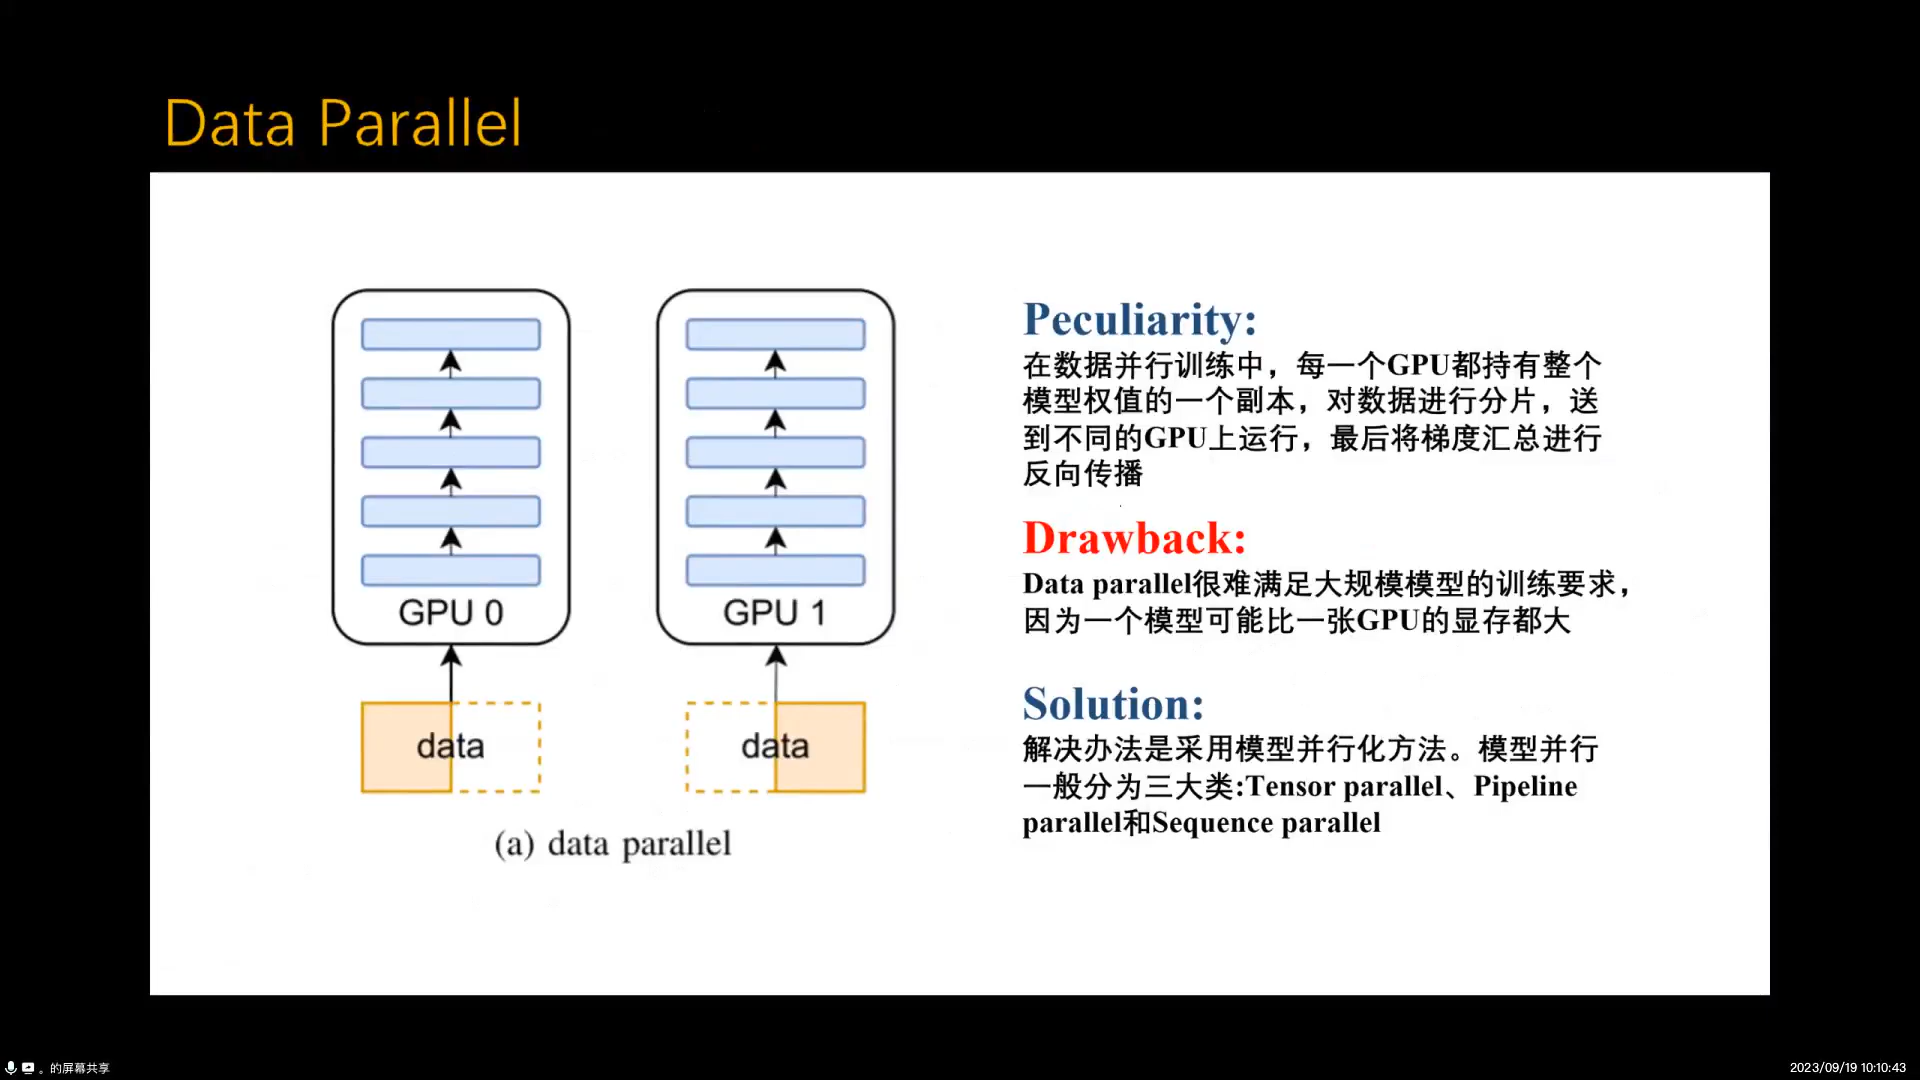 Data Parallel
GPU 0
GPU 1
data
data
(a) data parallel
Peculiarity:
在数据并行训练中，每一个GPU都持有整个
模型权值的一个副本，对数据进行分片，送
到不同的GPU上运行，最后将梯度汇总进行
反向传播
Drawback:
Data parallel很难满足大规模模型的训练要求，
因为一个模型可能比一张GPU的显存都大
Solution:
解决办法是采用模型并行化方法。模型并行
一般分为三大类:Tensor parallel、Pipeline
parallel和Sequence parallel
。的屏幕共享
2023/09/19 10:10:43